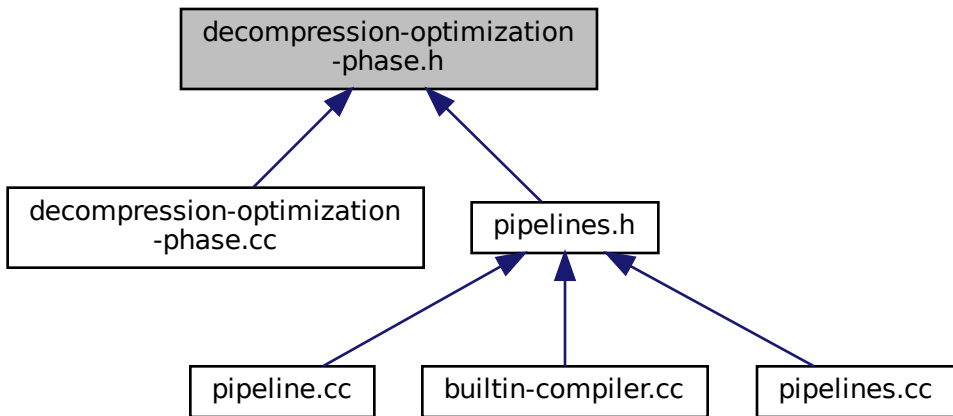 decompression-optimization
-phase.h
decompression-optimization
-phase.cc
pipelines.h
pipeline.cc
builtin-compiler.cc
pipelines.cc